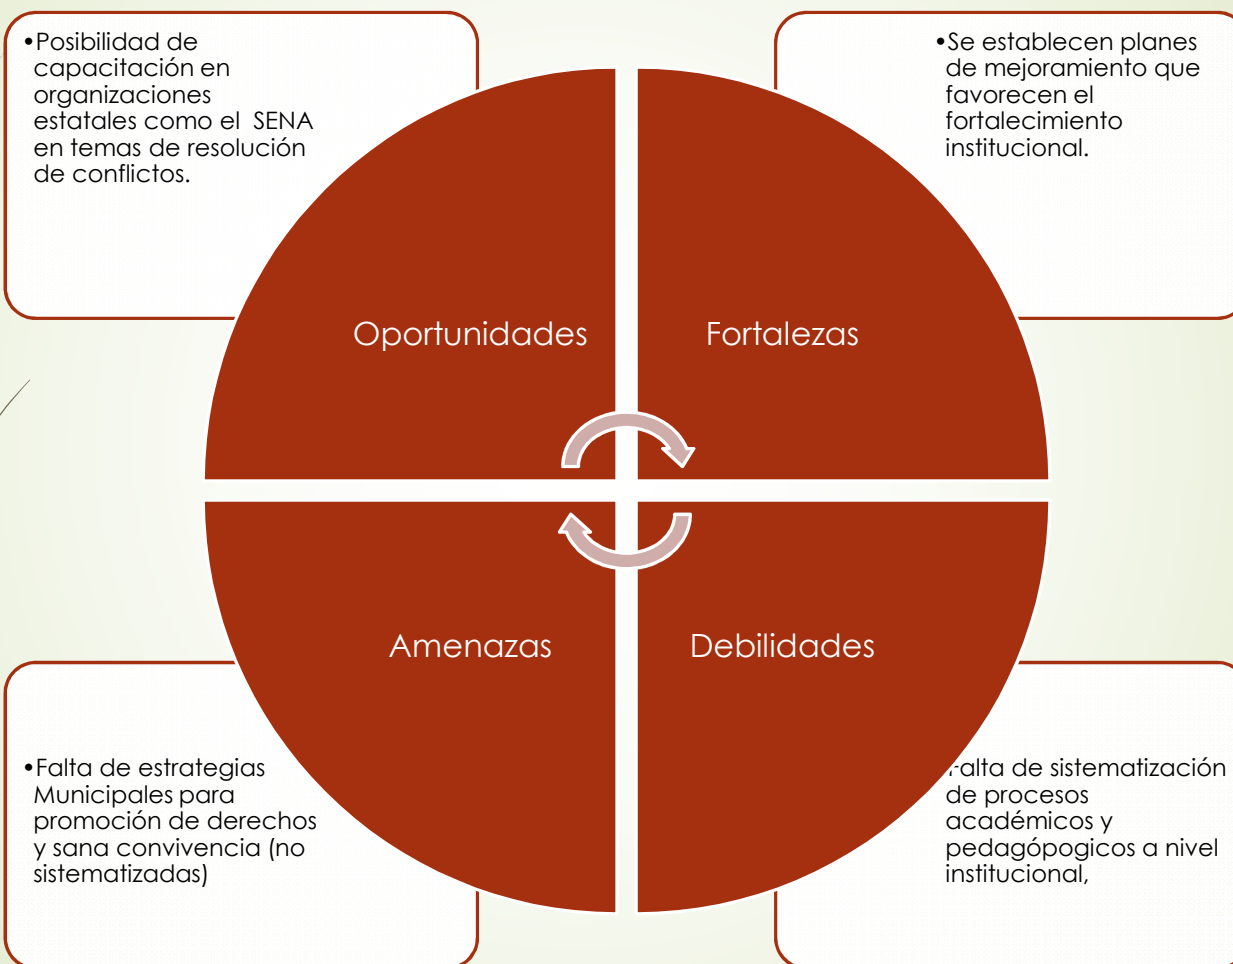 •Posibilidad de
capacitación en
organizaciones
estatales como el SENA
en temas de resolución
de conflictos.
•Se establecen planes
de mejoramiento que
favorecen el
fortalecimiento
institucional.
Oportunidades
Fortalezas
Amenazas
Debilidades
•Falta de estrategias
Municipales para
promoción de derechos
y sana convivencia (no
sistematizadas)
Falta de sistematización
de procesos
académicos y
pedagópogicos a nivel
institucional,